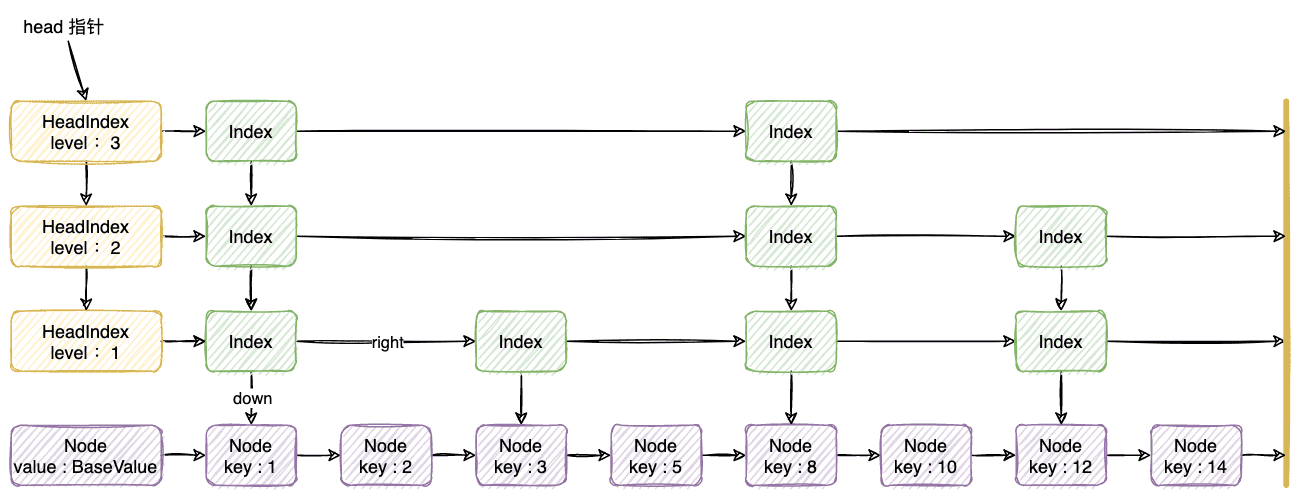 head 指针
HeadIndex
level： 3
Index
Index
HeadIndex
level： 2
Index
Index
Index
HeadIndex
level： 1
Index
right
Index
Index
Index
down
Node
value : BaseValue
Node
key : 1
Node
key : 2
Node
key : 3
Node
key : 5
Node
key : 8
Node
key : 10
Node
key : 12
Node
key : 14